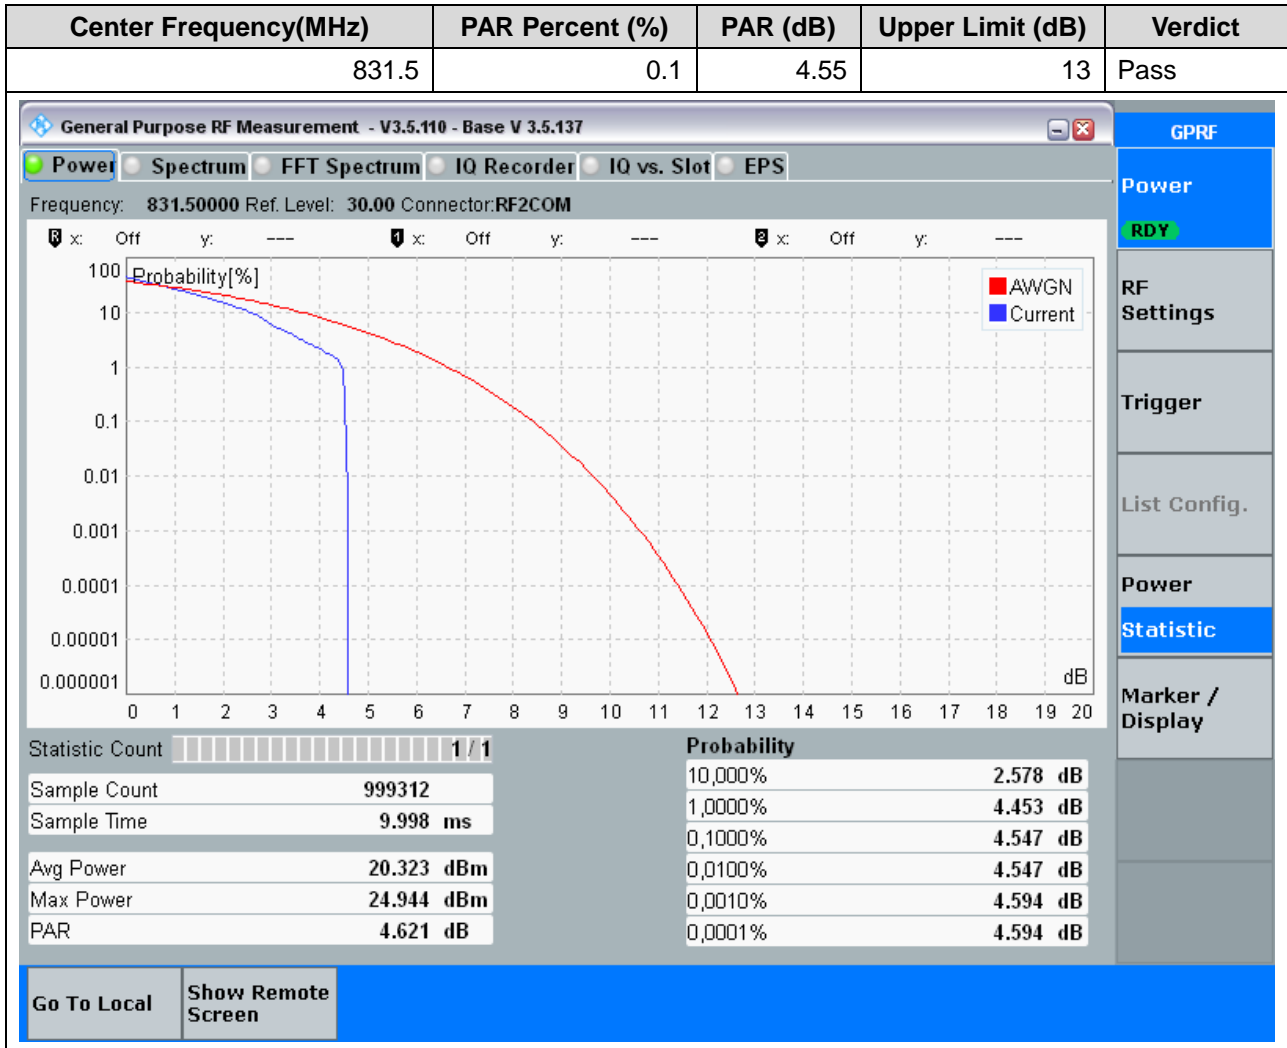 Center Frequency(MHz) PAR Percent (%) PAR (dB) Upper Limit (dB) Verdict
831.5 0.1 4.55 13 Pass
General Purpose RF Measurement - V3.5.110 - Base V 3.5.137
GPRF
Power Spectrum FFT Spectrum IQ Recorder IQ vs. Slot EPS
Power
RDY
Frequency: 831.50000 Ref. Level: 30.00 Connector:RF2COM
R x: Off y: --- 1 x: Off y: --- 2 x: Off y: ---
Probability[%]
AWGN
Current
100
10
1
0.1
0.01
0.001
0.0001
0.00001
0.000001
dB
0 1 2 3 4 5 6 7 8 9 10 11 12 13 14 15 16 17 18 19 20
RF
Settings
Trigger
List Config.
Power
Statistic
Marker /
Display
Statistic Count 1 / 1
Sample Count 999312
Sample Time 9.998 ms
Avg Power 20.323 dBm
Max Power 24.944 dBm
PAR 4.621 dB
Probability
10,000% 2.578 dB
1,0000% 4.453 dB
0,1000% 4.547 dB
0,0100% 4.547 dB
0,0010% 4.594 dB
0,0001% 4.594 dB
Go To Local
Show Remote
Screen